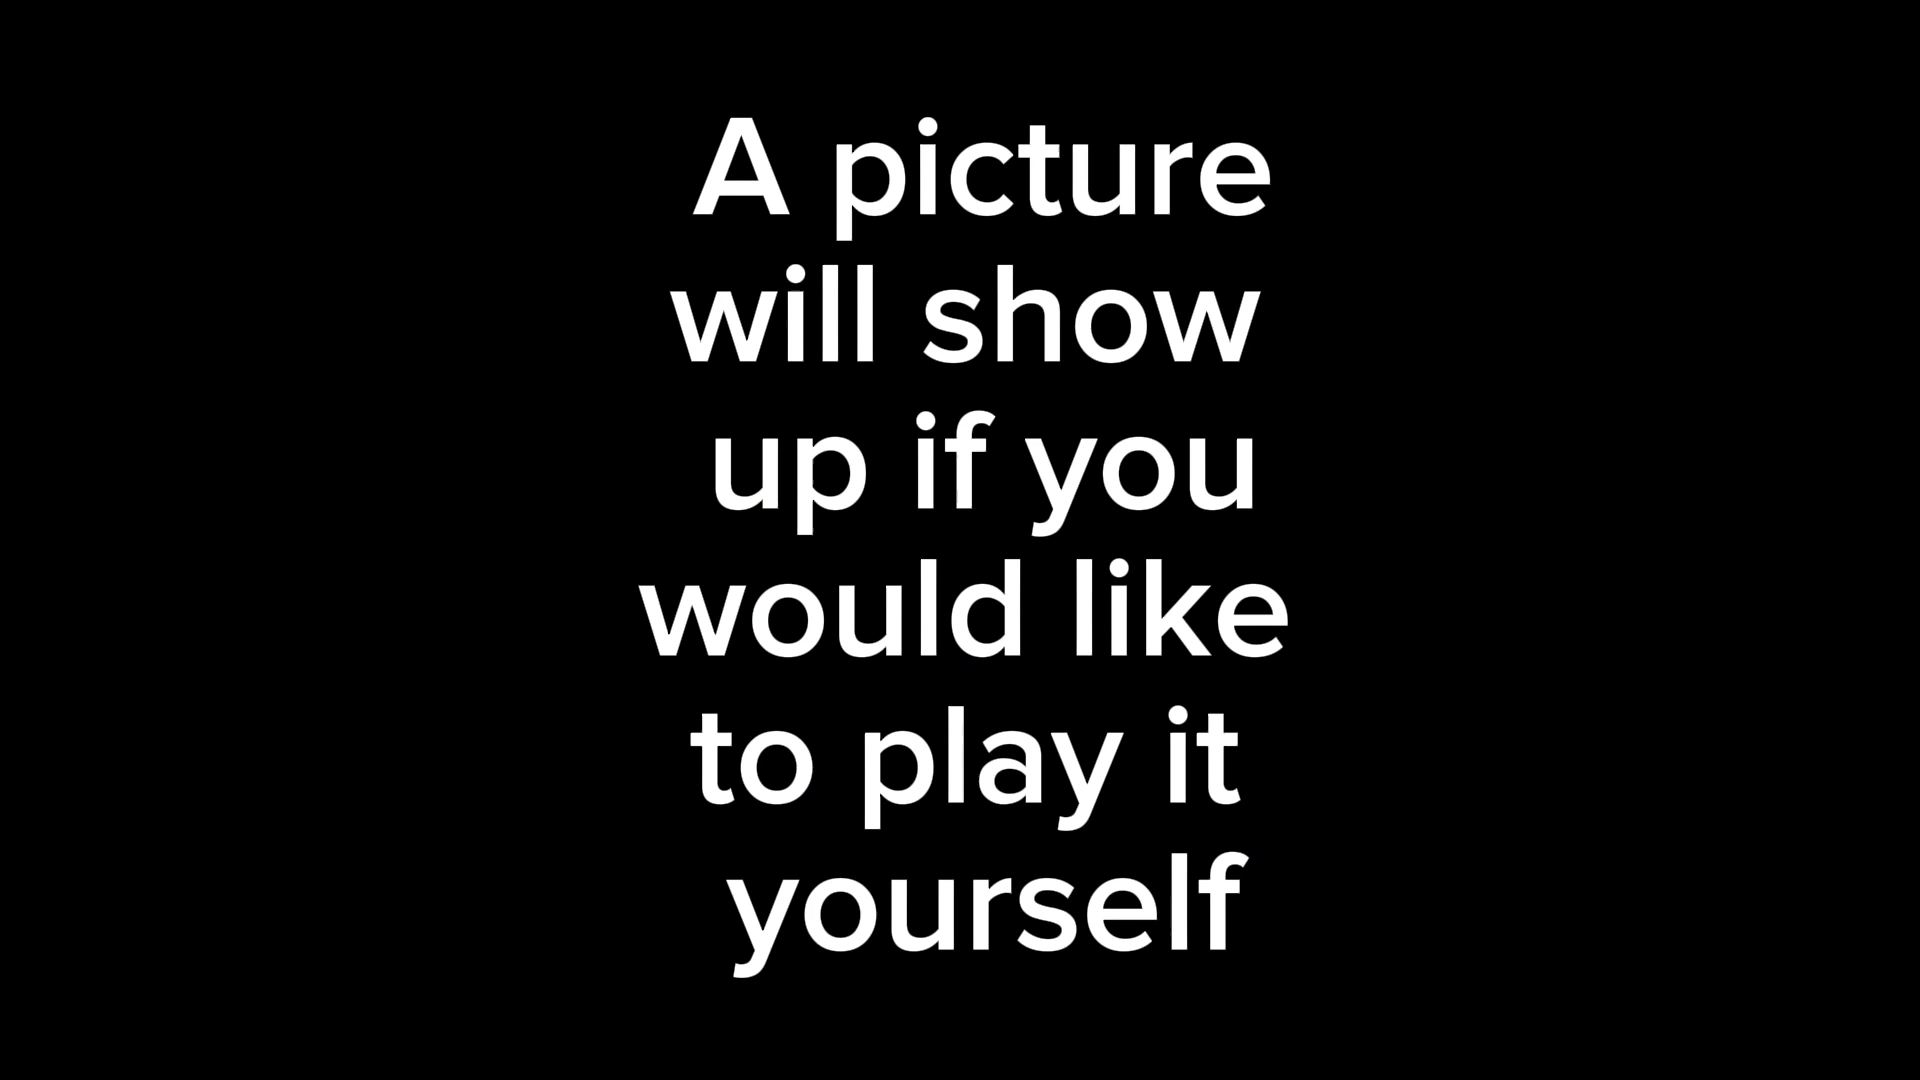 A picture
will show
up if you
would like
to play it
yourself